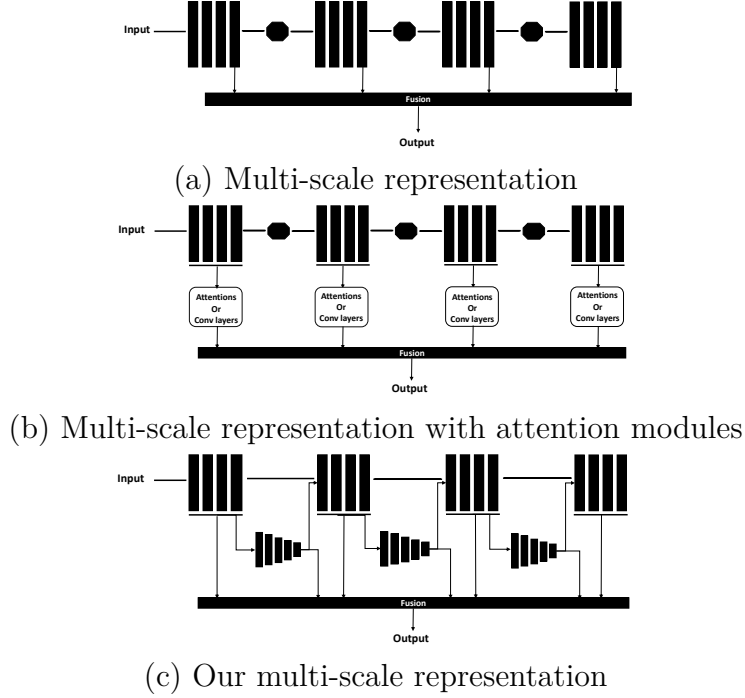 Input
Fusion
Output
(a) Multi-scale representation
Input
Attentions
Or
Conv layers
Attentions
Or
Conv layers
Attentions
Or
Conv layers
Attentions
Or
Conv layers
Fusion
Output
(b) Multi-scale representation with attention modules
Input
Fusion
Output
(c) Our multi-scale representation